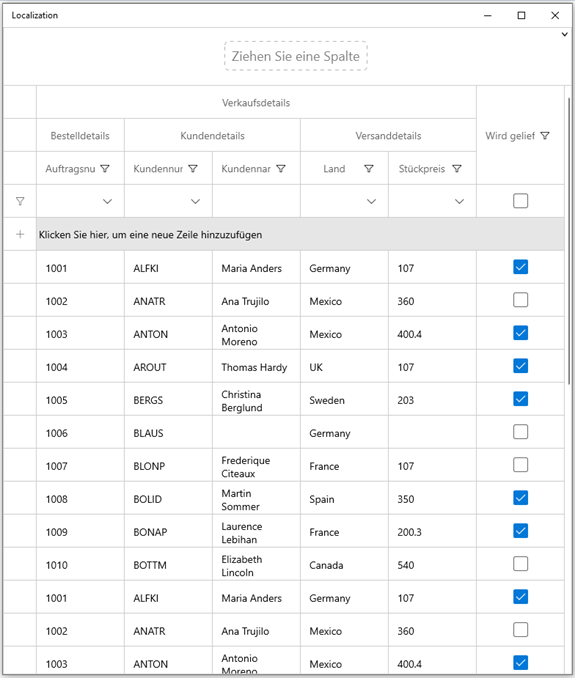 Localization
Ziehen Sie eine Spalte
Verkaufsdetails
Bestelldetails Kundendetails Versanddetails Wird gelief
Auftragsnu Kundennur Kundennar Land Stückpreis
Klicken Sie hier, um eine neue Zeile hinzuzufügen
1001 ALFKI Maria Anders Germany 107
1002 ANATR Ana Trujilo Mexico 360
1003 ANTON Antonio Moreno Mexico 400.4
1004 AROUT Thomas Hardy UK 107
1005 BERGS Christina Berglund Sweden 203
1006 BLAUS Germany
1007 BLONP Frederique Citeaux France 107
1008 BOLID Martin Sommer Spain 350
1009 BONAP Laurence Lebihan France 200.3
1010 BOTTM Elizabeth Lincoln Canada 540
1001 ALFKI Maria Anders Germany 107
1002 ANATR Ana Trujilo Mexico 360
1003 ANTON Antonio Moreno Mexico 400.4